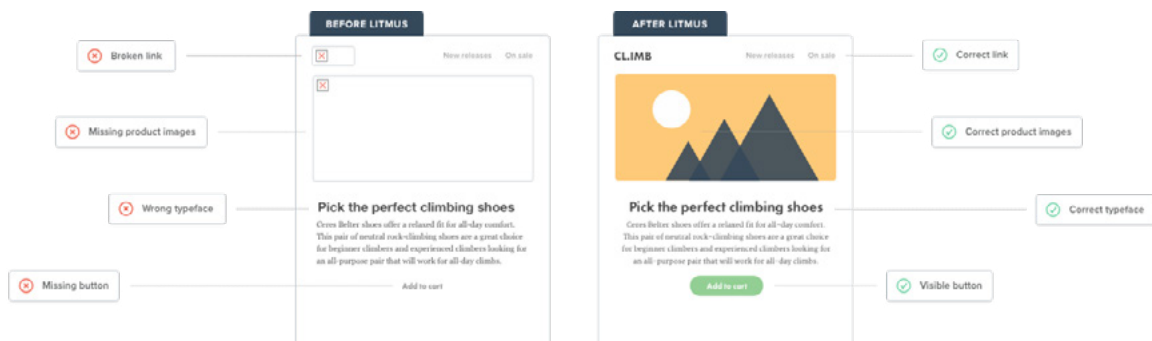 BEFORE LITMUS
Broken link
New releases On sale
Missing product images
Wrong typeface
Pick the perfect climbing shoes
Ceres Belter shoes offer a relaxed fit for all-day comfort.
This pair of neutral rock-climbing shoes are a great choice
for beginner climbers and experienced climbers looking for
an all-purpose pair that will work for all-day climbs.
Missing button
Add to cart
AFTER LITMUS
CL.IMB
New releases On sale
Correct link
Correct product images
Pick the perfect climbing shoes
Correct typeface
Ceres Belter shoes offer a relaxed fit for all-day comfort.
This pair of neutral rock-climbing shoes are a great choice
for beginner climbers and experienced climbers looking for
an all-purpose pair that will work for all-day climbs.
Add to cart
Visible button